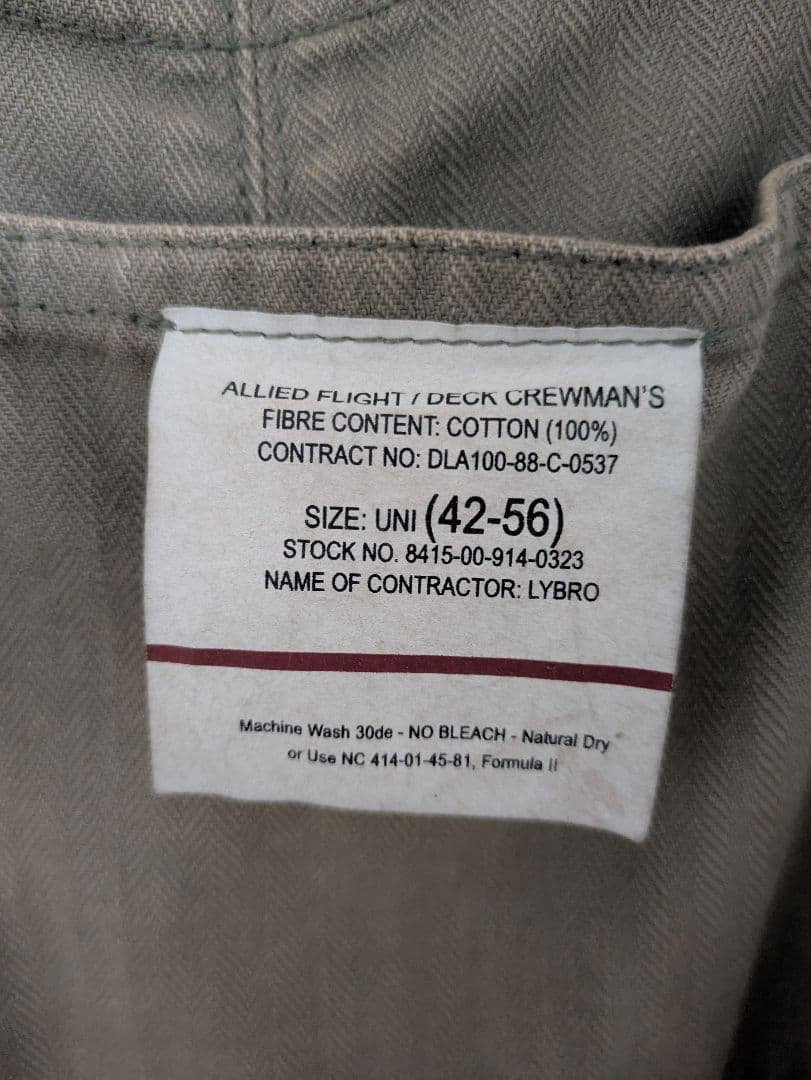 ALLIED FLIGHT / DECK CREWMAN'S
FIBRE CONTENT: COTTON (100%)
CONTRACT NO: DLA100-88-C-0537
SIZE: UNI (42-56)
STOCK NO. 8415-00-914-0323
NAME OF CONTRACTOR: LYBRO
Machine Wash 30de - NO BLEACH - Natural Dry
or Use NC 414-01-45-81, Formula II